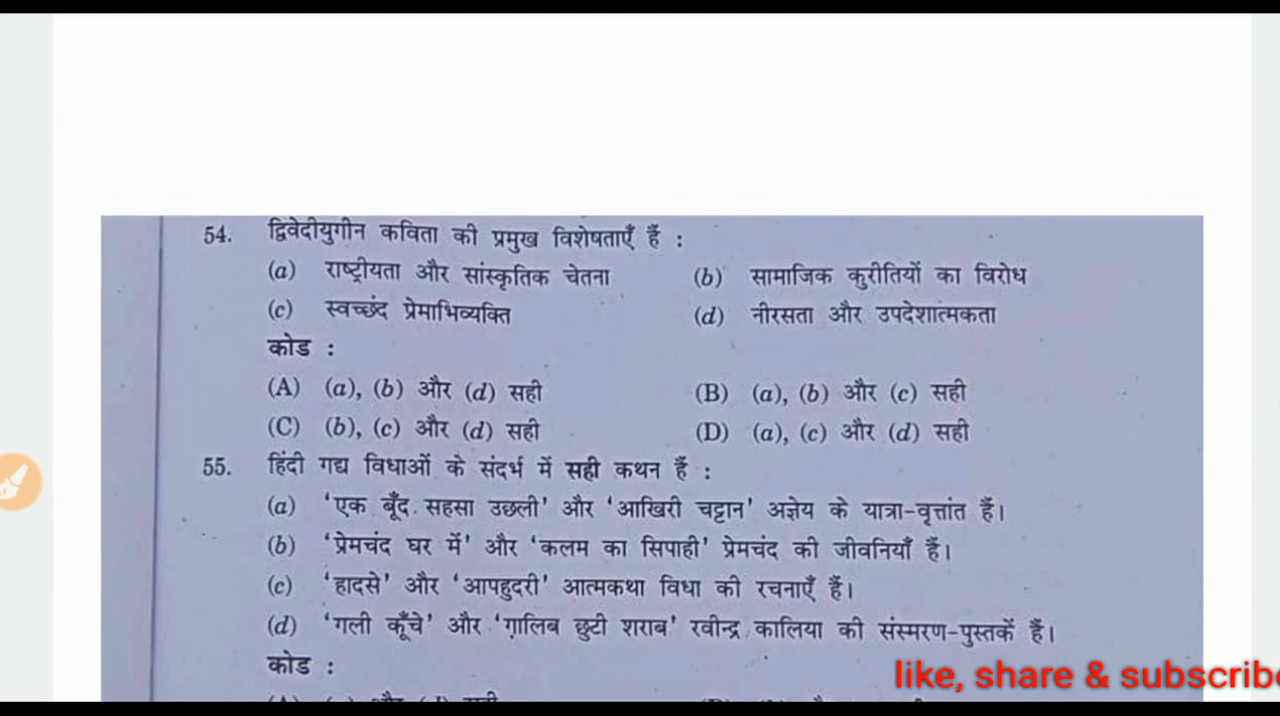 54. द्विवेदीयुगीन कविता की प्रमुख विशेषताएँ हैं :
(a) राष्ट्रीयता और सांस्कृतिक चेतना (b) सामाजिक कुरीतियों का विरोध
(c) स्वच्छंद प्रेमाभिव्यक्ति (d) नीरसता और उपदेशात्मकता
कोड :
(A) (a), (b) और (d) सही (B) (a), (b) और (c) सही
(C) (b), (c) और (d) सही (D) (a), (c) और (d) सही
55. हिंदी गद्य विधाओं के संदर्भ में सही कथन हैं :
(a) 'एक बूँद सहसा उछली' और 'आखिरी चट्टान' अज्ञेय के यात्रा-वृत्तांत हैं।
(b) 'प्रेमचंद घर में' और 'कलम का सिपाही' प्रेमचंद की जीवनियाँ हैं।
(c) 'हादसे' और 'आपहुदरी' आत्मकथा विधा की रचनाएँ हैं।
(d) 'गली कूँचे' और 'ग़ालिब छुटी शराब' रवीन्द्र कालिया की संस्मरण-पुस्तकें हैं।
कोड :
like, share & subscribe